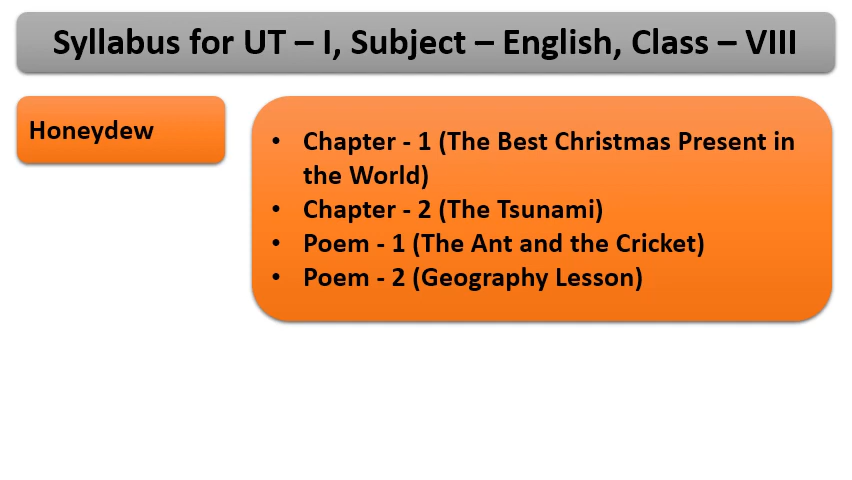 Syllabus for UT – I, Subject – English, Class – VIII
Honeydew
• Chapter - 1 (The Best Christmas Present in
the World)
• Chapter - 2 (The Tsunami)
• Poem - 1 (The Ant and the Cricket)
• Poem - 2 (Geography Lesson)